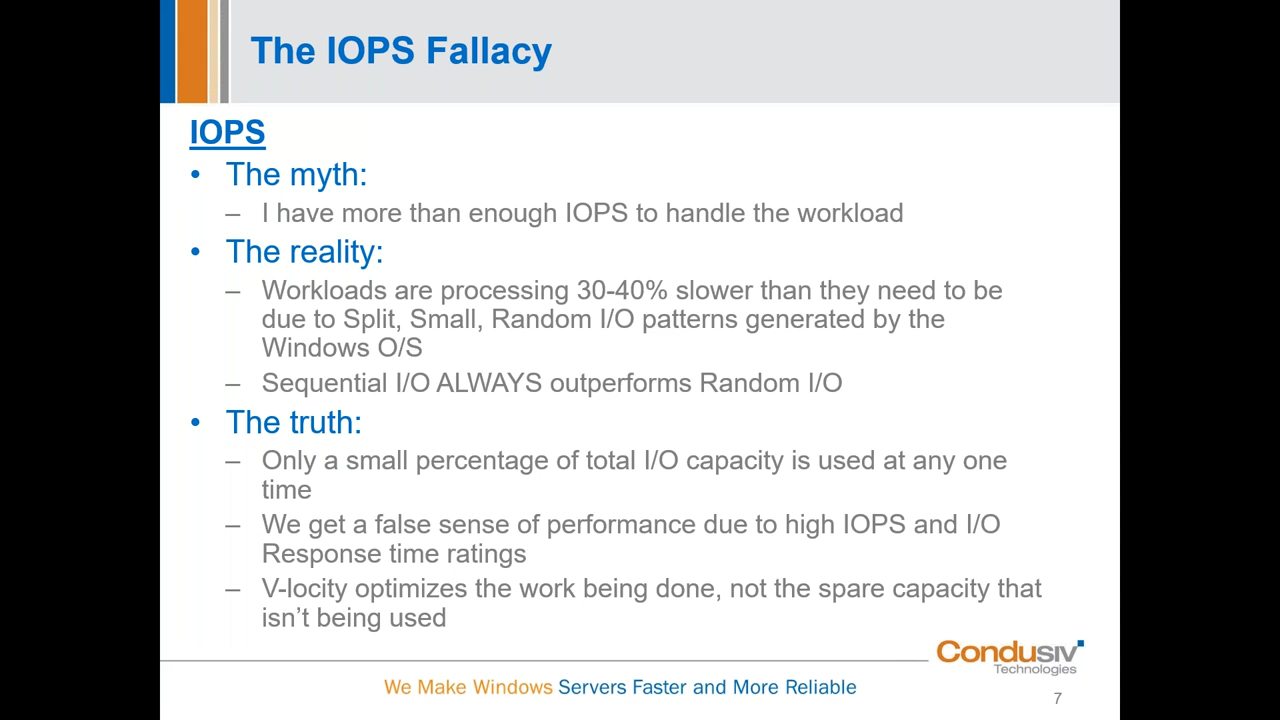 The IOPS Fallacy
IOPS
• The myth:
– I have more than enough IOPS to handle the workload
• The reality:
– Workloads are processing 30-40% slower than they need to be
due to Split, Small, Random I/O patterns generated by the
Windows O/S
– Sequential I/O ALWAYS outperforms Random I/O
• The truth:
– Only a small percentage of total I/O capacity is used at any one
time
– We get a false sense of performance due to high IOPS and I/O
Response time ratings
– V-locity optimizes the work being done, not the spare capacity that
isn’t being used
Condusiv
Technologies
We Make Windows Servers Faster and More Reliable
7